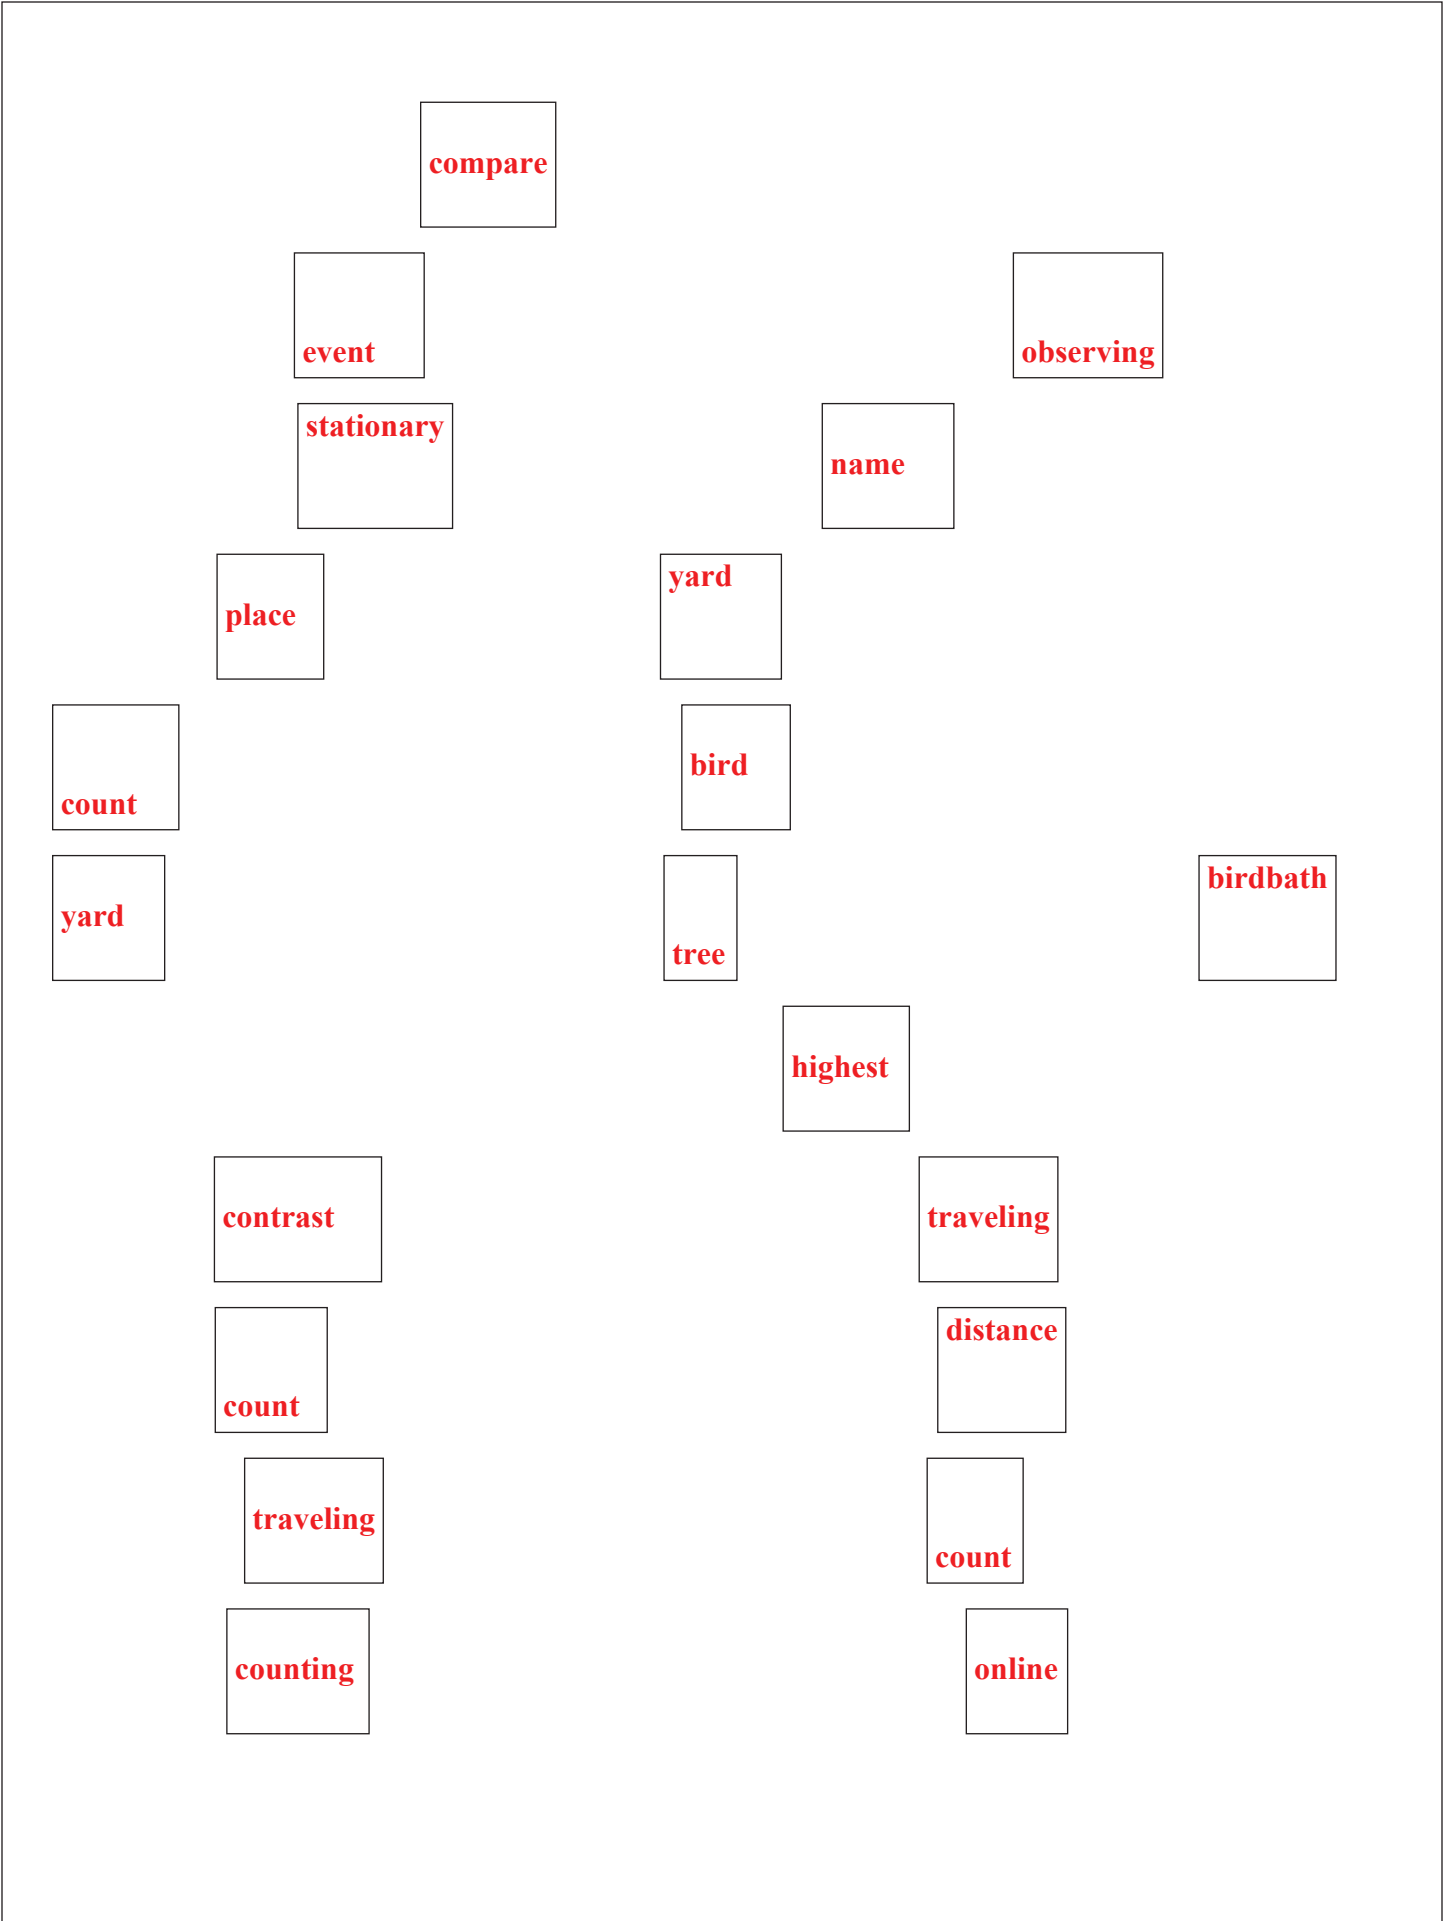 compare
event observing
stationary name
place yard
count bird
yard tree birdbath
highest
contrast traveling
count distance
traveling count
counting online